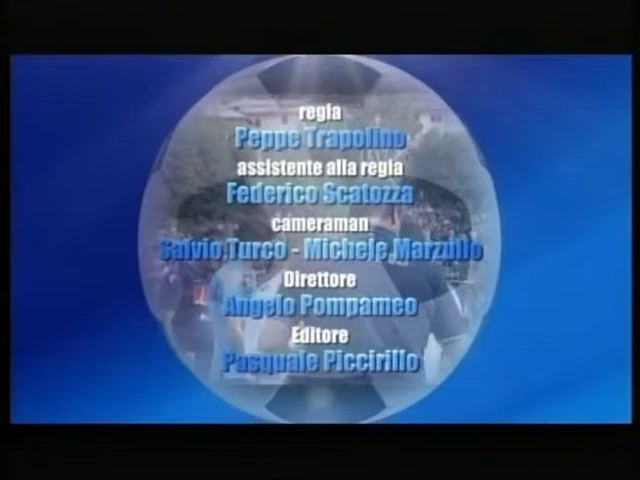 regia
Peppe Trapolino
assistente alla regia
Federico Scatozza
cameraman
Salvio Turco - Michele Marzullo
Direttore
Angelo Pompameo
Editore
Pasquale Piccirillo